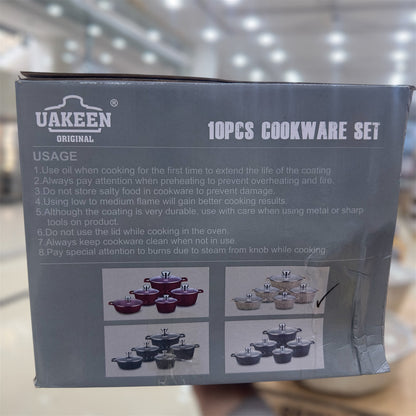 UAKEEN®
ORIGINAL
10PCS COOKWARE SET
USAGE
1.Use oil when cooking for the first time to extend the life of the coating
2.Always pay attention when preheating to prevent overheating and fire.
3.Do not store salty food in cookware to prevent damage.
4.Using low to medium flame will gain better cooking results.
5.Although the coating is very durable, use with care when using metal or sharp
tools on product.
6.Do not use the lid while cooking in the oven.
7.Always keep cookware clean when not in use.
8.Pay special attention to burns due to steam from knob while cooking.